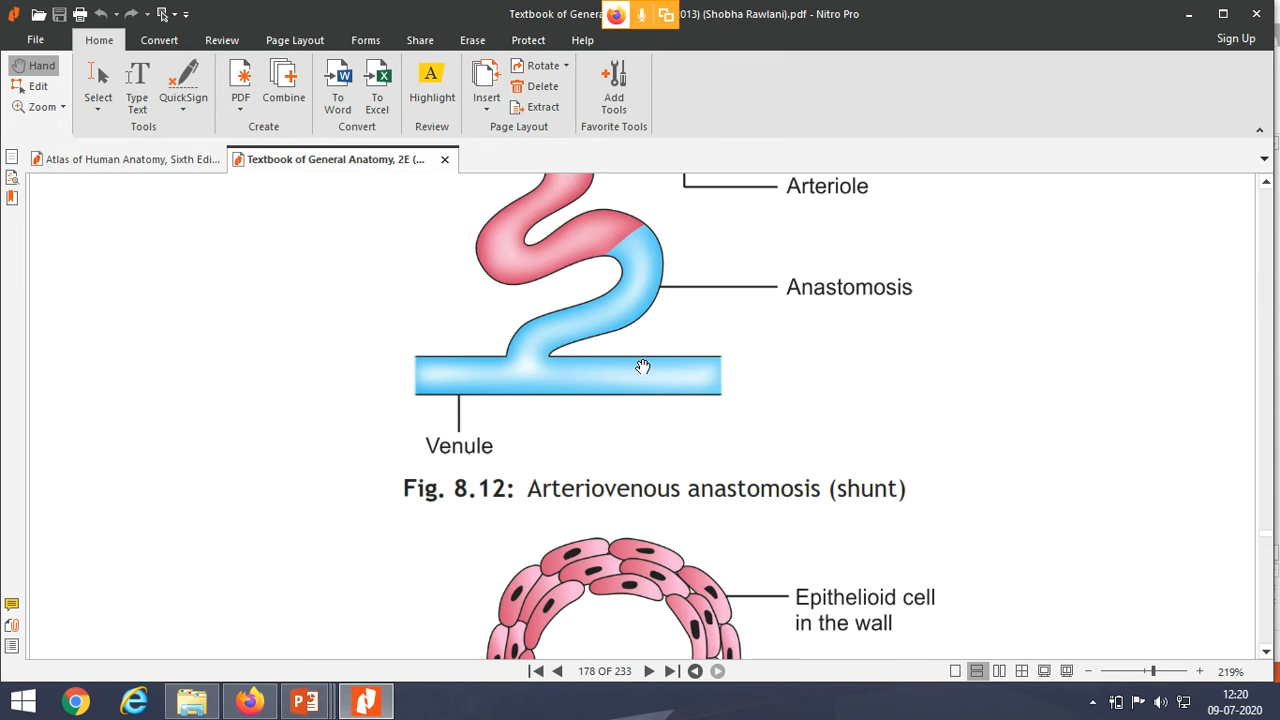 Textbook of Gener 013) (Shobha Rawlani).pdf - Nitro Pro
File Home Convert Review Page Layout Forms Share Erase Protect Help Sign Up
Hand
Edit
Zoom
Select
Type Text
QuickSign
Tools
PDF
Combine
Create
To Word
To Excel
Convert
Highlight
Review
Insert
Rotate
Delete
Extract
Page Layout
Add Tools
Favorite Tools
Atlas of Human Anatomy, Sixth Edi...
Textbook of General Anatomy, 2E (...
Arteriole
Anastomosis
Venule
Fig. 8.12: Arteriovenous anastomosis (shunt)
Epithelioid cell
in the wall
178 OF 233
219%
12:20
09-07-2020